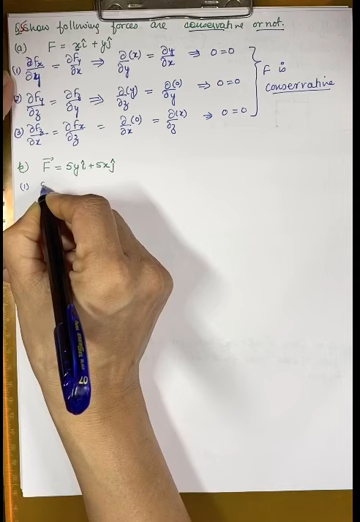 Show following forces are conservative or not.
(a) F = xî + yĵ
(1) ∂Fx/∂y = ∂Fy/∂x ⇒ ∂(x)/∂y = ∂y/∂x ⇒ 0=0
(2) ∂Fy/∂z = ∂Fz/∂y ⇒ ∂(y)/∂z = ∂(0)/∂y ⇒ 0=0
(3) ∂Fz/∂x = ∂Fx/∂z = ∂(0)/∂x = ∂(x)/∂z ⇒ 0=0
F is
conservative
b) F⃗ = 5yî + 5xĵ
(1)